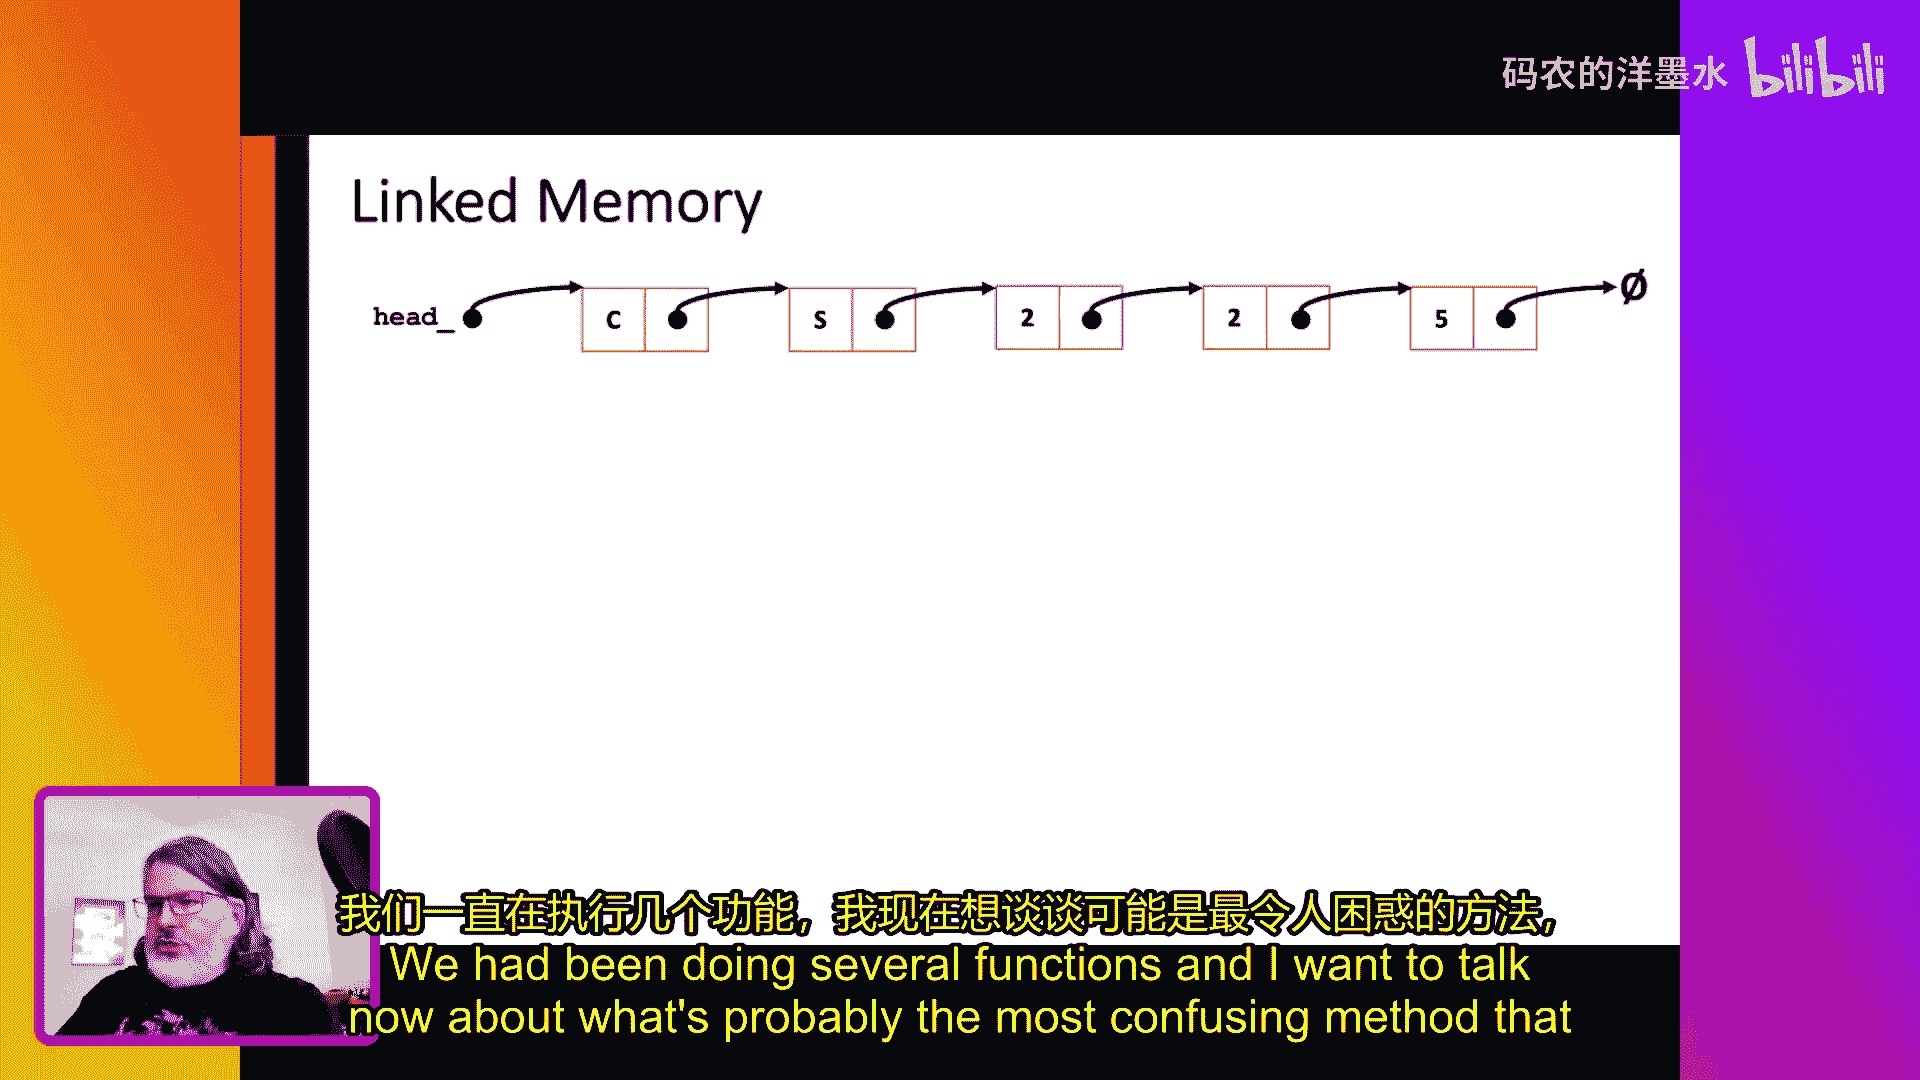 码农的洋墨水 bilibili
Linked Memory
head_ C S 2 2 5 Ø
我们一直在执行几个功能，我现在想谈谈可能是最令人困惑的方法，
We had been doing several functions and I want to talk
now about what's probably the most confusing method that